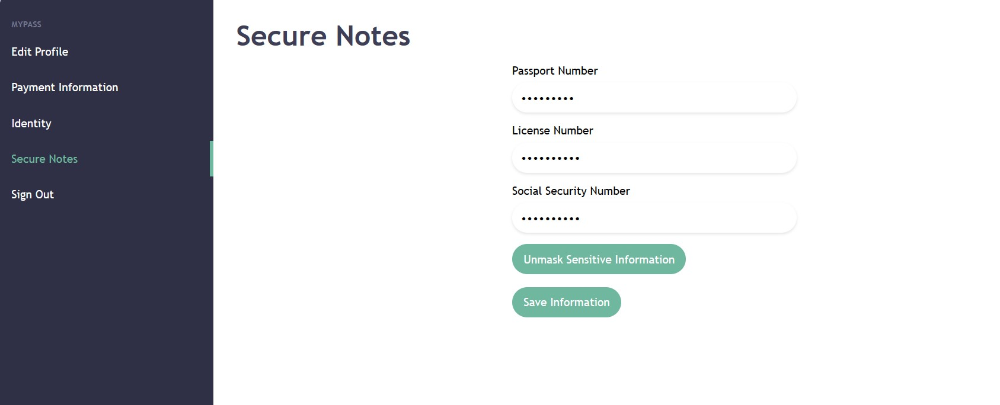 MYPASS
Edit Profile
Payment Information
Identity
Secure Notes
Sign Out
Secure Notes
Passport Number
•••••••••
License Number
••••••••••
Social Security Number
••••••••••
Unmask Sensitive Information
Save Information